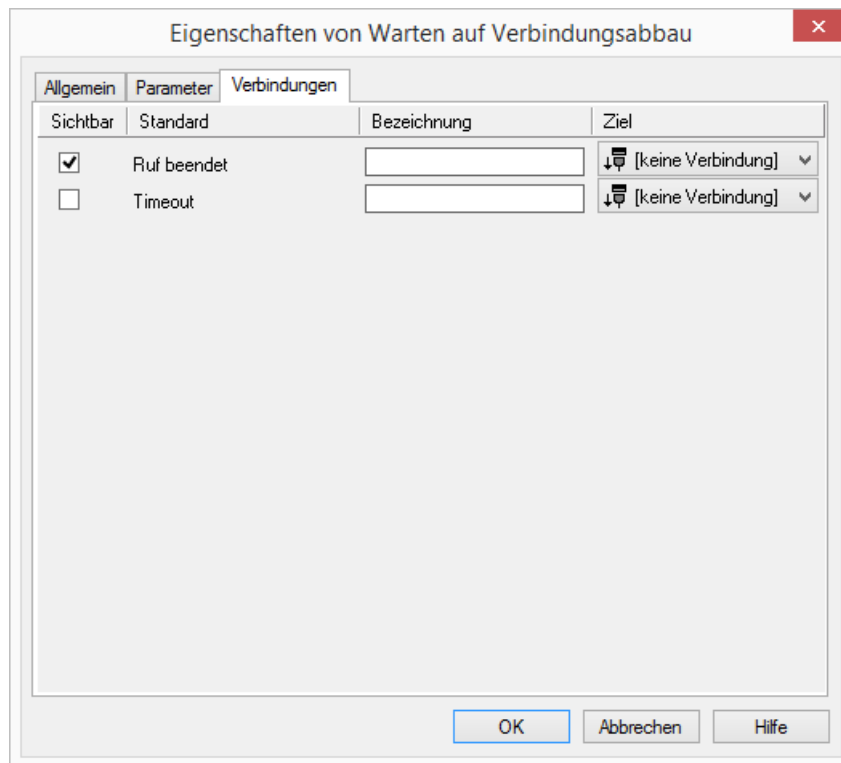 Eigenschaften von Warten auf Verbindungsabbau
Allgemein Parameter Verbindungen
Sichtbar Standard Bezeichnung Ziel
Ruf beendet [keine Verbindung]
Timeout [keine Verbindung]
OK Abbrechen Hilfe